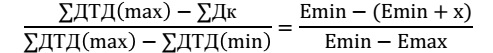 ∑ДТД(max) − ∑Дк / ∑ДТД(max) − ∑ДТД(min) = Emin − (Emin + x) / Emin − Emax